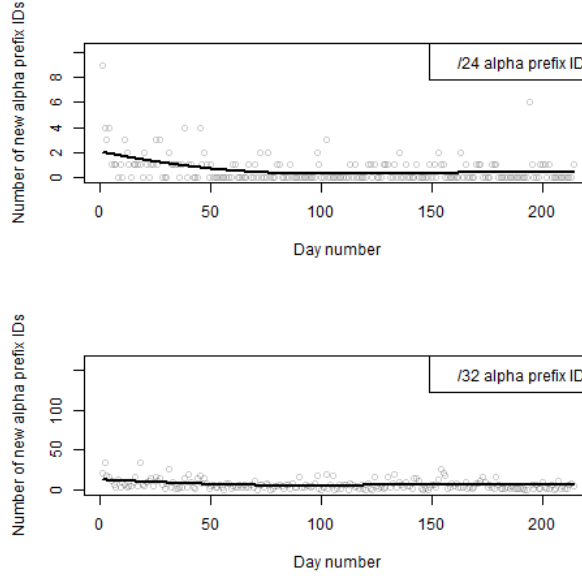 Number of new alpha prefix IDs
8
6
4
2
0
/24 alpha prefix ID
0 50 100 150 200
Day number
Number of new alpha prefix IDs
100
50
0
/32 alpha prefix ID
0 50 100 150 200
Day number